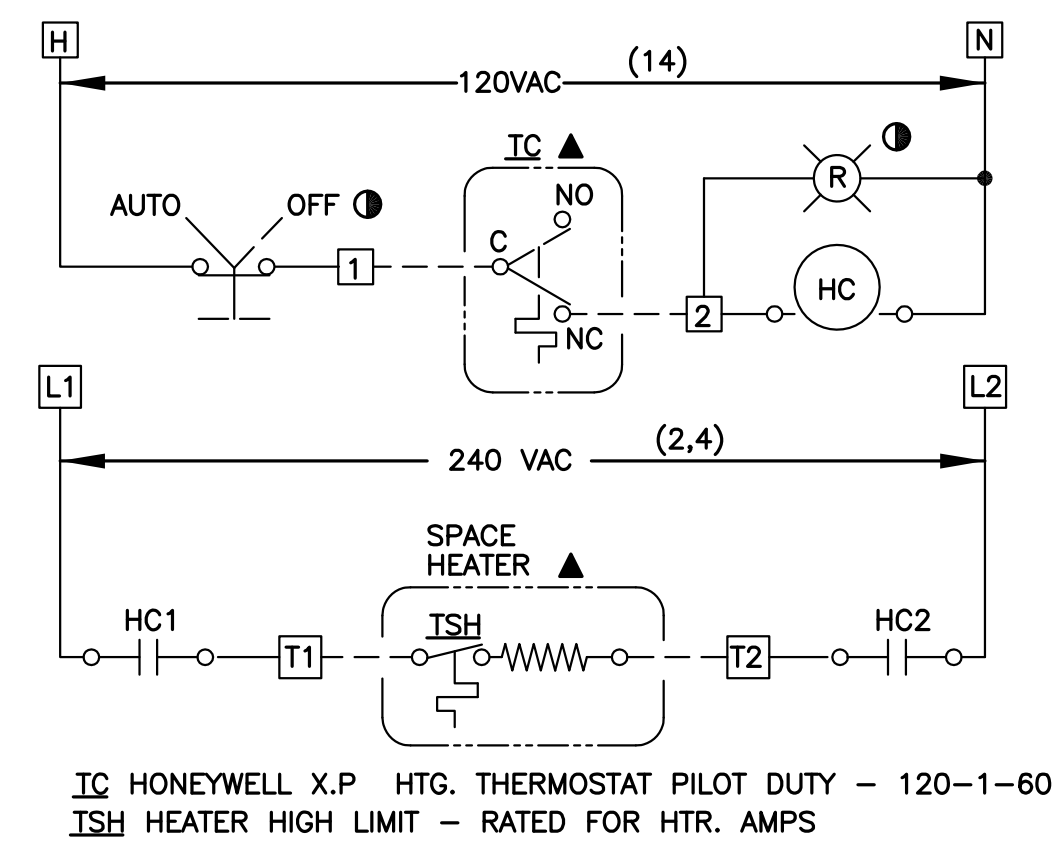 H
N
(14)
120VAC
TC
AUTO
OFF
NO
R
C
1
HC
2
NC
L1
L2
(2,4)
240 VAC
SPACE
HEATER
HC1
TSH
HC2
T1
T2
TC HONEYWELL X.P HTG. THERMOSTAT PILOT DUTY – 120–1–60
TSH HEATER HIGH LIMIT – RATED FOR HTR. AMPS